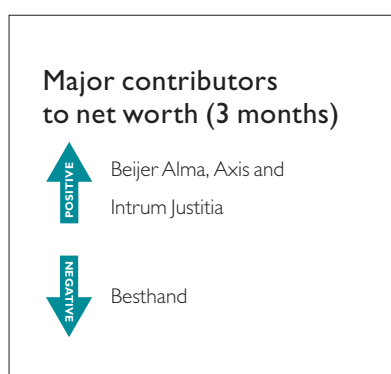 Major contributors
to net worth (3 months)
POSITIVE
Beijer Alma, Axis and
Intrum Justitia
NEGATIVE
Besthand